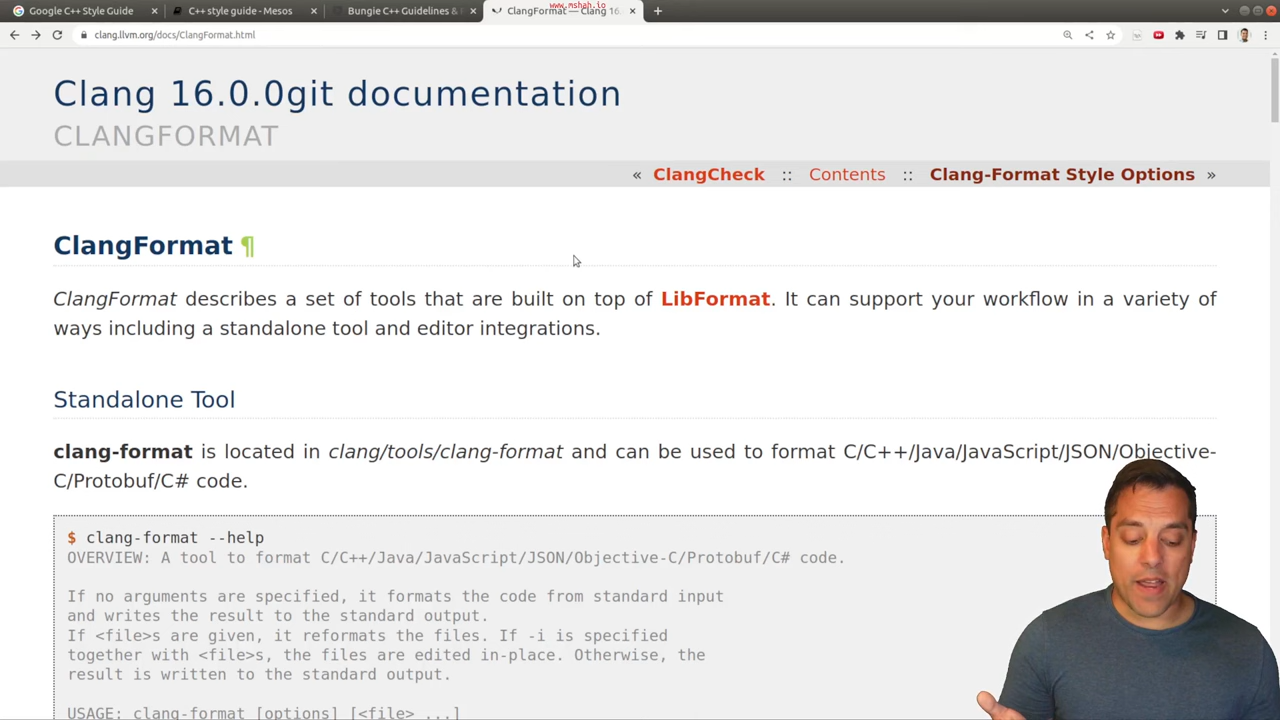 www.mshah.io
Google C++ Style Guide
C++ style guide - Mesos
Bungie C++ Guidelines &
ClangFormat — Clang 16.
clang.llvm.org/docs/ClangFormat.html
Clang 16.0.0git documentation
CLANGFORMAT
« ClangCheck :: Contents :: Clang-Format Style Options »
ClangFormat ¶
ClangFormat describes a set of tools that are built on top of LibFormat. It can support your workflow in a variety of
ways including a standalone tool and editor integrations.
Standalone Tool
clang-format is located in clang/tools/clang-format and can be used to format C/C++/Java/JavaScript/JSON/Objective-
C/Protobuf/C# code.
$ clang-format --help
OVERVIEW: A tool to format C/C++/Java/JavaScript/JSON/Objective-C/Protobuf/C# code.
If no arguments are specified, it formats the code from standard input
and writes the result to the standard output.
If <file>s are given, it reformats the files. If -i is specified
together with <file>s, the files are edited in-place. Otherwise, the
result is written to the standard output.
USAGE: clang-format [options] [<file> ...]